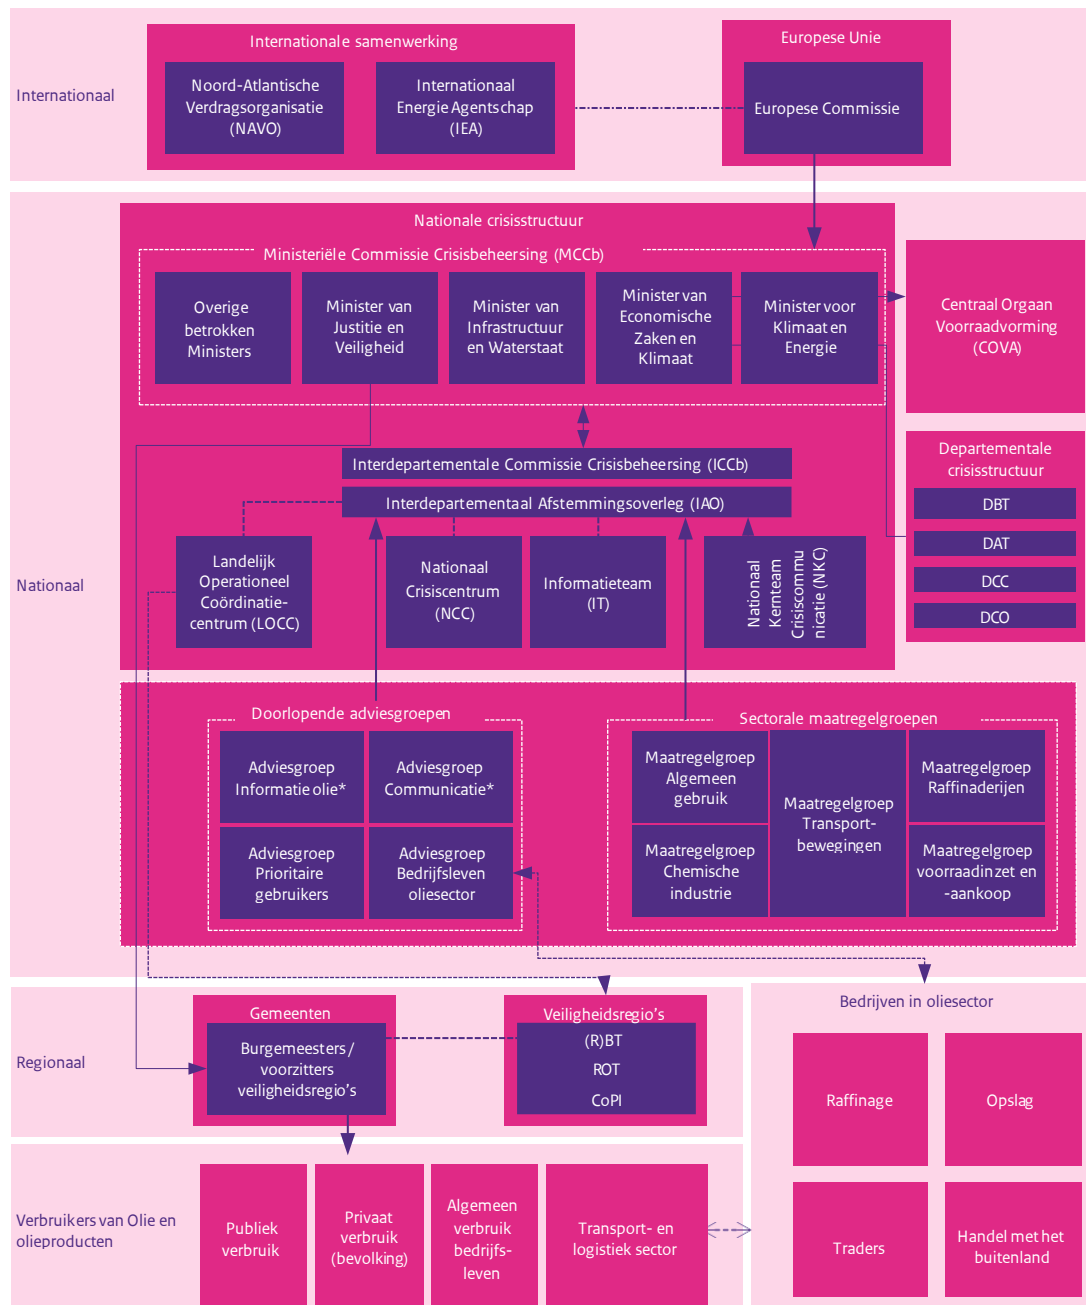 Internationaal
Internationale samenwerking
Noord-Atlantische
Verdragsorganisatie
(NAVO)
Internationaal
Energie Agentschap
(IEA)
Europese Unie
Europese Commissie
Nationaal
Nationale crisisstructuur
Ministeriële Commissie Crisisbeheersing (MCCb)
Overige
betrokken
Ministers
Minister van
Justitie en
Veiligheid
Minister van
Infrastructuur
en Waterstaat
Minister van
Economische
Zaken en
Klimaat
Minister voor
Klimaat en
Energie
Centraal Orgaan
Voorraadvorming
(COVA)
Interdepartementale Commissie Crisisbeheersing (ICCb)
Interdepartementaal Afstemmingsoverleg (IAO)
Landelijk
Operationeel
Coördinatie-
centrum (LOCC)
Nationaal
Crisiscentrum
(NCC)
Informatieteam
(IT)
Nationaal
Kernteam
Crisiscommu
nicatie (NKC)
Departementale
crisisstructuur
DBT
DAT
DCC
DCO
Doorlopende adviesgroepen
Adviesgroep
Informatie olie*
Adviesgroep
Communicatie*
Adviesgroep
Prioritaire
gebruikers
Adviesgroep
Bedrijfsleven
oliesector
Sectorale maatregelgroepen
Maatregelgroep
Algemeen
gebruik
Maatregelgroep
Chemische
industrie
Maatregelgroep
Transport-
bewegingen
Maatregelgroep
Raffinaderijen
Maatregelgroep
voorraadinzet en
-aankoop
Regionaal
Gemeenten
Burgemeesters/
voorzitters
veiligheidsregio's
Veiligheidsregio's
(R)BT
ROT
CoPI
Bedrijven in oliesector
Raffinage
Opslag
Traders
Handel met het
buitenland
Verbruikers van Olie en
olieproducten
Publiek
verbruik
Privaat
verbruik
(bevolking)
Algemeen
verbruik
bedrijfs-
leven
Transport- en
logistiek sector